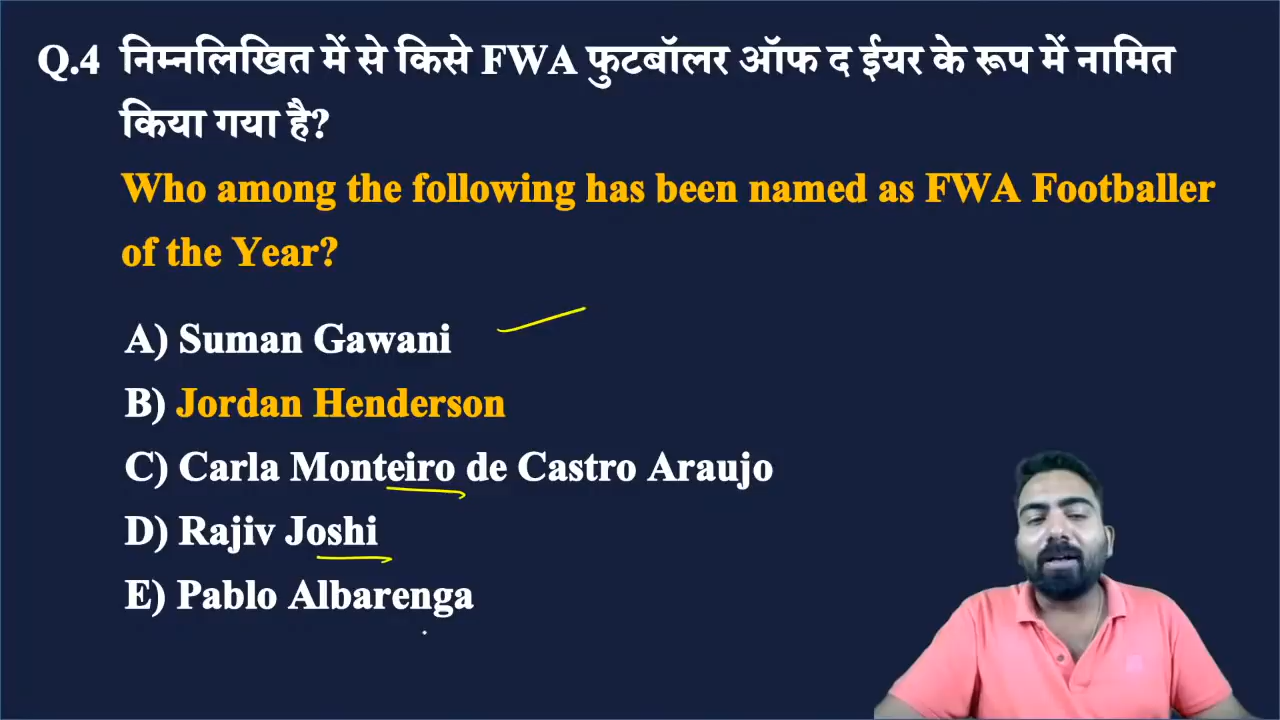 Q.4 निम्नलिखित में से किसे FWA फुटबॉलर ऑफ द ईयर के रूप में नामित
किया गया है?
Who among the following has been named as FWA Footballer
of the Year?
A) Suman Gawani
B) Jordan Henderson
C) Carla Monteiro de Castro Araujo
D) Rajiv Joshi
E) Pablo Albarenga